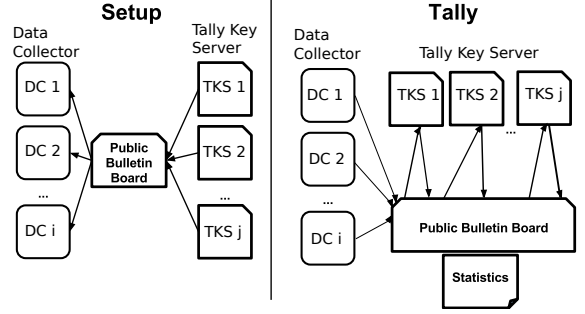 Setup
Data
Collector
Tally Key
Server
DC 1
DC 2
...
DC i
Public
Bulletin
Board
TKS 1
TKS 2
...
TKS j
Tally
Data
Collector
Tally Key Server
DC 1
DC 2
...
DC i
TKS 1
TKS 2
...
TKS j
Public Bulletin Board
Statistics